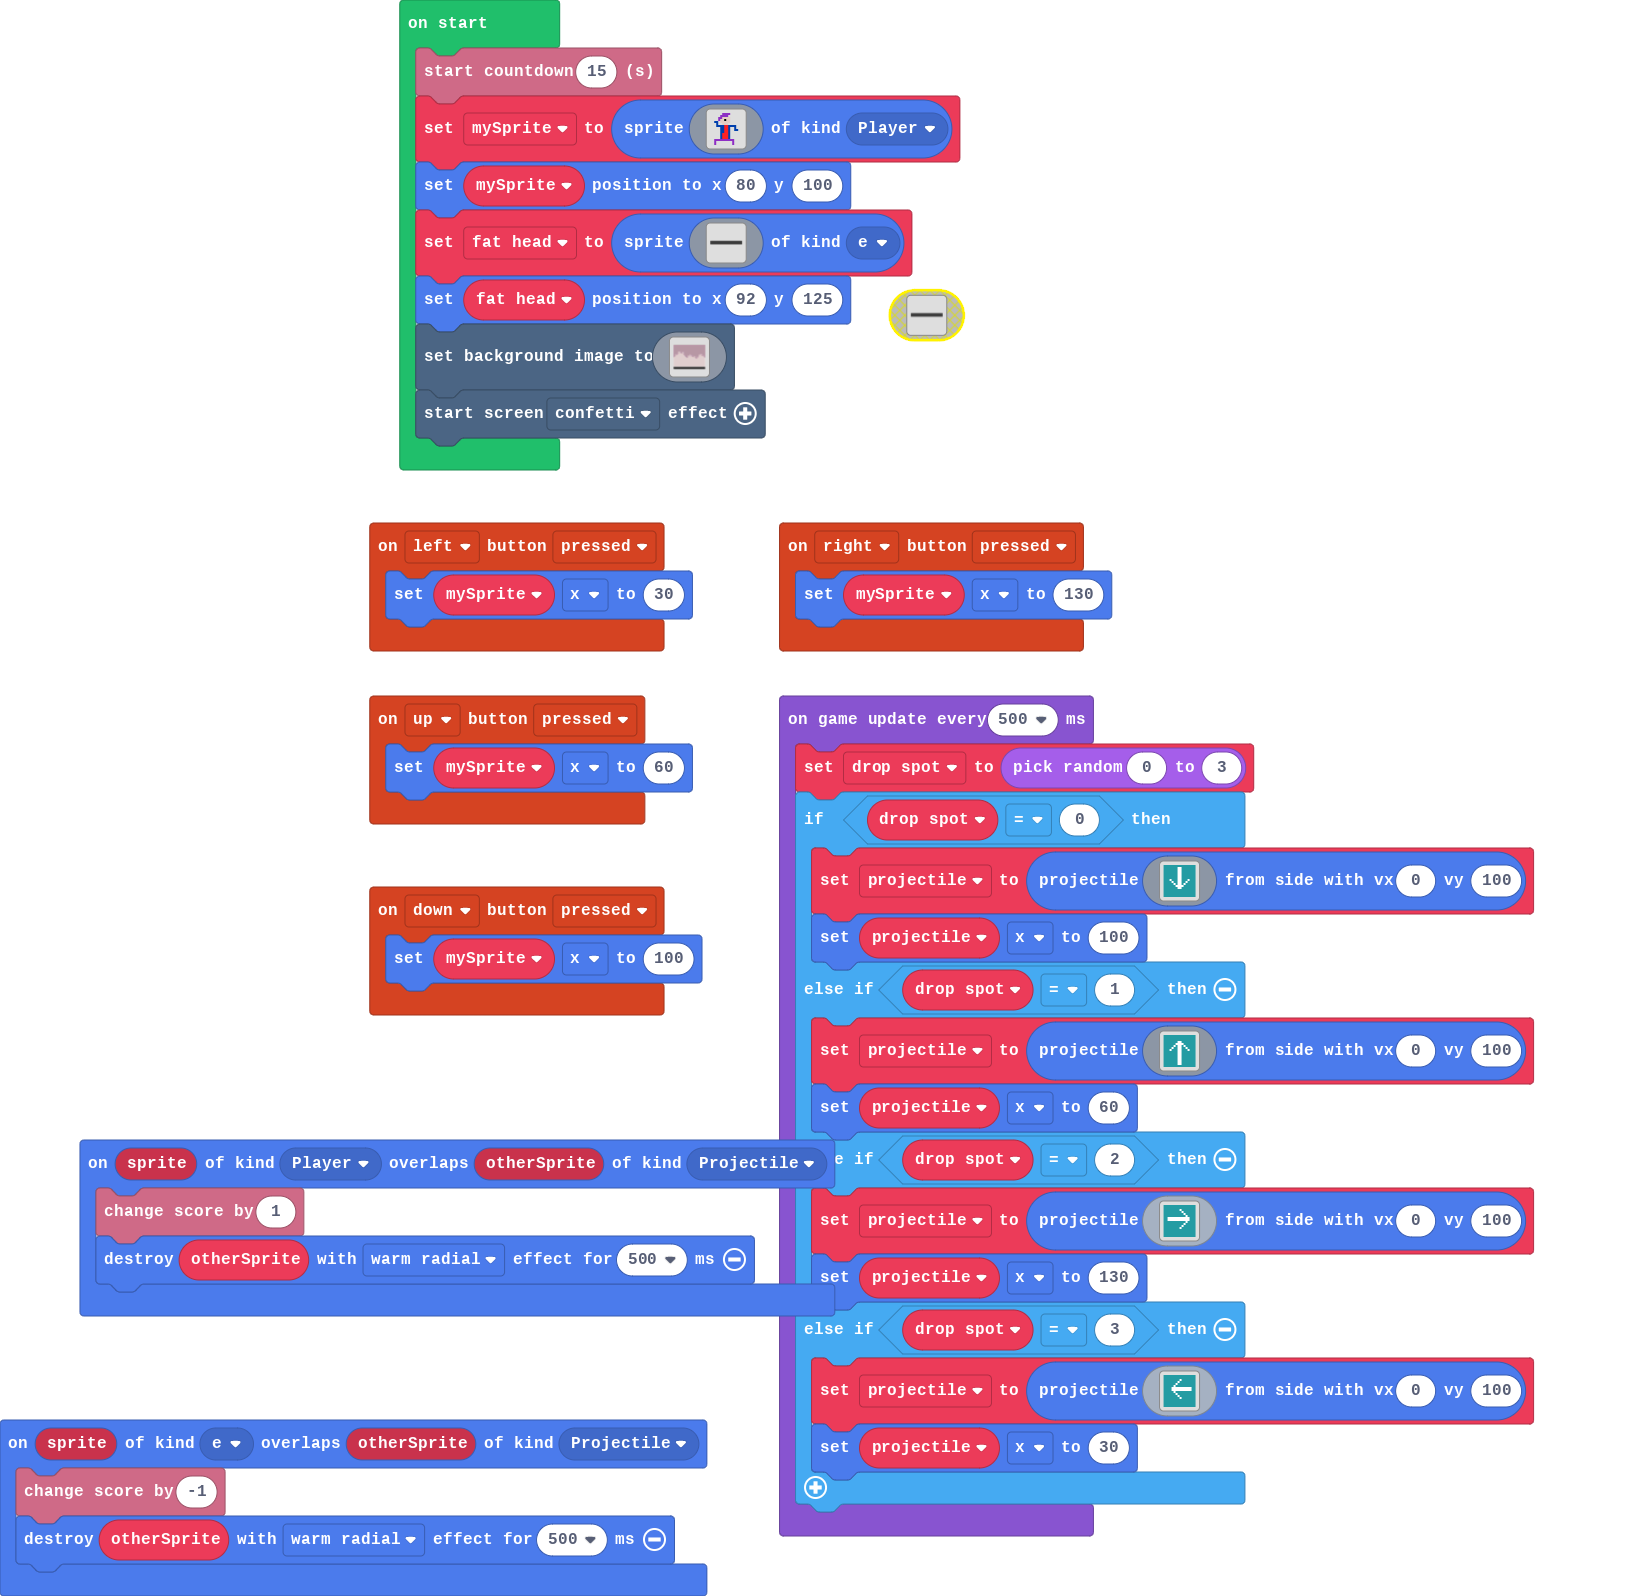 on start
start countdown 15 (s)
set mySprite to sprite of kind Player
set mySprite position to x 80 y 100
set fat head to sprite of kind e
set fat head position to x 92 y 125
set background image to
start screen confetti effect
on left button pressed
set mySprite x to 30
on right button pressed
set mySprite x to 130
on up button pressed
set mySprite x to 60
on down button pressed
set mySprite x to 100
on game update every 500 ms
set drop spot to pick random 0 to 3
if drop spot = 0 then
set projectile to projectile from side with vx 0 vy 100
set projectile x to 100
else if drop spot = 1 then
set projectile to projectile from side with vx 0 vy 100
set projectile x to 60
e if drop spot = 2 then
set projectile to projectile from side with vx 0 vy 100
set projectile x to 130
else if drop spot = 3 then
set projectile to projectile from side with vx 0 vy 100
set projectile x to 30
on sprite of kind Player overlaps otherSprite of kind Projectile
change score by 1
destroy otherSprite with warm radial effect for 500 ms
on sprite of kind e overlaps otherSprite of kind Projectile
change score by -1
destroy otherSprite with warm radial effect for 500 ms